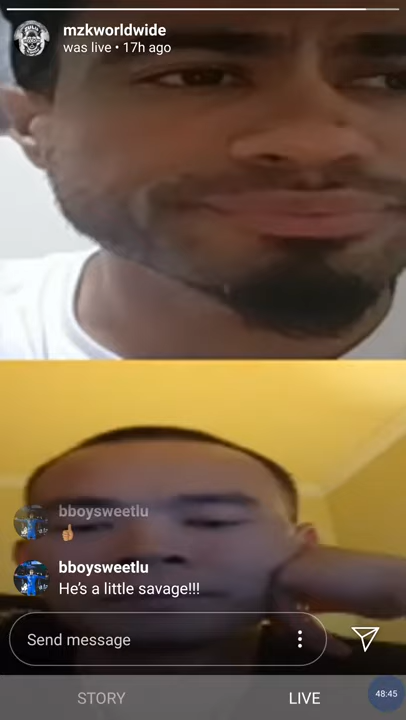 mzkworldwide
was live • 17h ago
bboysweetlu
👍🏽
bboysweetlu
He's a little savage!!!
Send message
STORY
LIVE
48:45